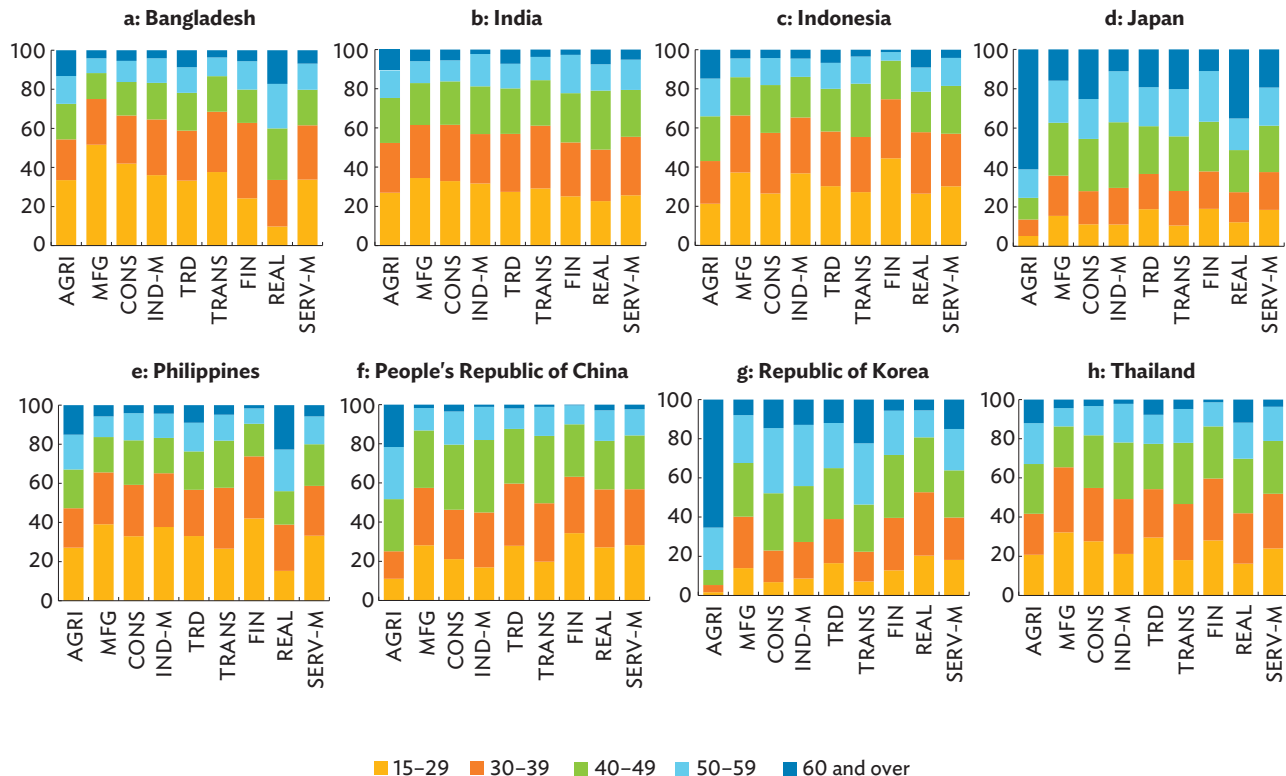 a: Bangladesh
100
80
60
40
20
0
AGRI
MFG
CONS
IND-M
TRD
TRANS
FIN
REAL
SERV-M
b: India
100
80
60
40
20
0
AGRI
MFG
CONS
IND-M
TRD
TRANS
FIN
REAL
SERV-M
c: Indonesia
100
80
60
40
20
0
AGRI
MFG
CONS
IND-M
TRD
TRANS
FIN
REAL
SERV-M
d: Japan
100
80
60
40
20
0
AGRI
MFG
CONS
IND-M
TRD
TRANS
FIN
REAL
SERV-M
e: Philippines
100
80
60
40
20
0
AGRI
MFG
CONS
IND-M
TRD
TRANS
FIN
REAL
SERV-M
f: People's Republic of China
100
80
60
40
20
0
AGRI
MFG
CONS
IND-M
TRD
TRANS
FIN
REAL
SERV-M
g: Republic of Korea
100
80
60
40
20
0
AGRI
MFG
CONS
IND-M
TRD
TRANS
FIN
REAL
SERV-M
h: Thailand
100
80
60
40
20
0
AGRI
MFG
CONS
IND-M
TRD
TRANS
FIN
REAL
SERV-M
15–29 30–39 40–49 50–59 60 and over